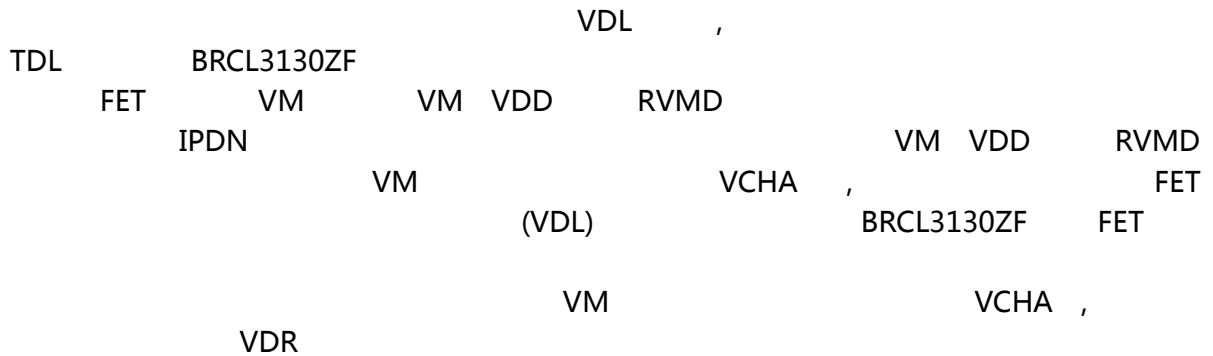 VDL ,
TDL BRCL3130ZF
FET VM VM VDD RVMD
IPDN VM VDD RVMD
VM VCHA , FET
(VDL) BRCL3130ZF FET
VM VCHA ,
VDR